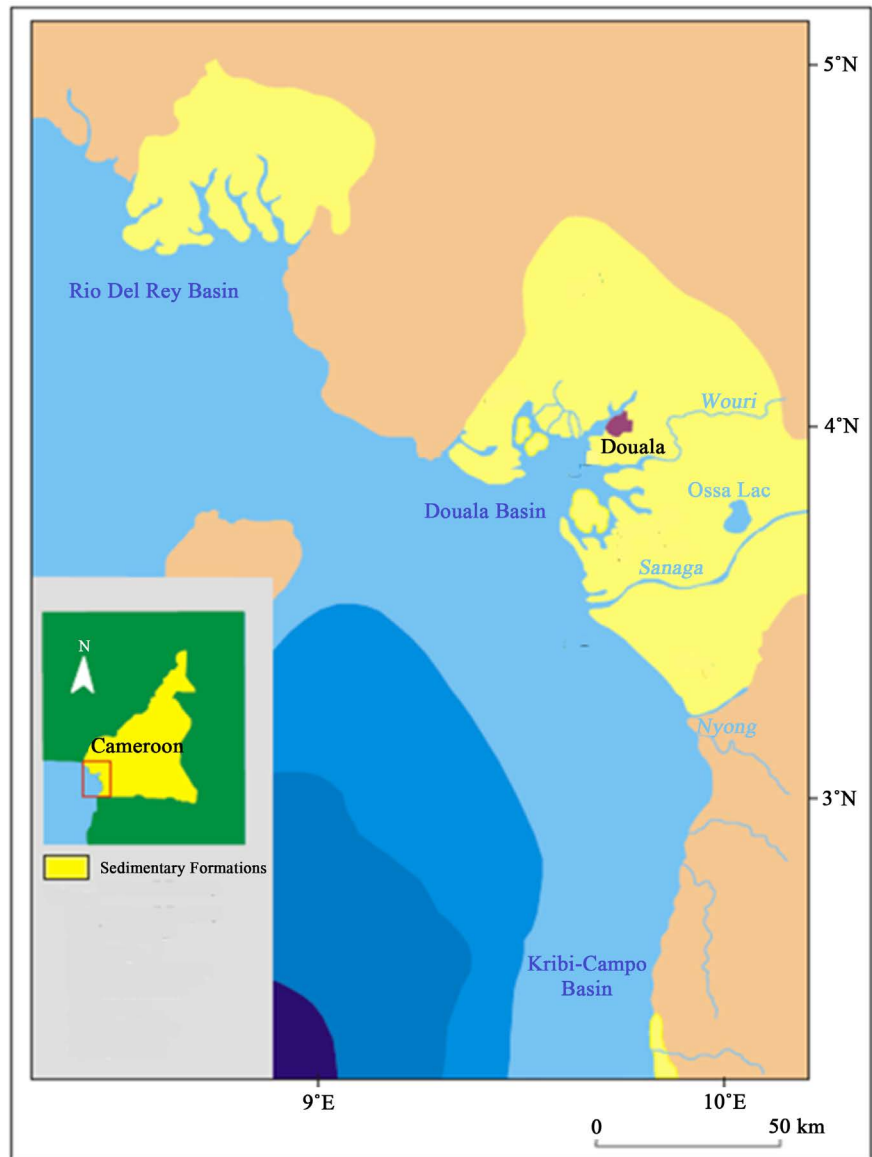 5°N
Rio Del Rey Basin
Wouri
4°N
Douala
Ossa Lac
Douala Basin
Sanaga
N
Cameroon
Nyong
3°N
Sedimentary Formations
Kribi-Campo
Basin
9°E
10°E
0
50 km